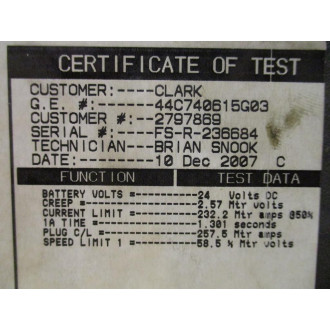 CERTIFICATE OF TEST
CUSTOMER:----CLARK
G.E. #:------44C740615G03
CUSTOMER #---2797869
SERIAL #:----FS-R-236684
TECHNICIAN---BRIAN SNOOK
DATE:--------10 Dec 2007 C
FUNCTION TEST DATA
BATTERY VOLTS =----------24 Volts DC
CREEP =------------------2.57 Mtr volts
CURRENT LIMIT =----------232.2 Mtr amps @50%
1A TIME =----------------1.301 seconds
PLUG C/L =---------------257.5 Mtr amps
SPEED LIMIT 1 =----------58.5 % Mtr volts